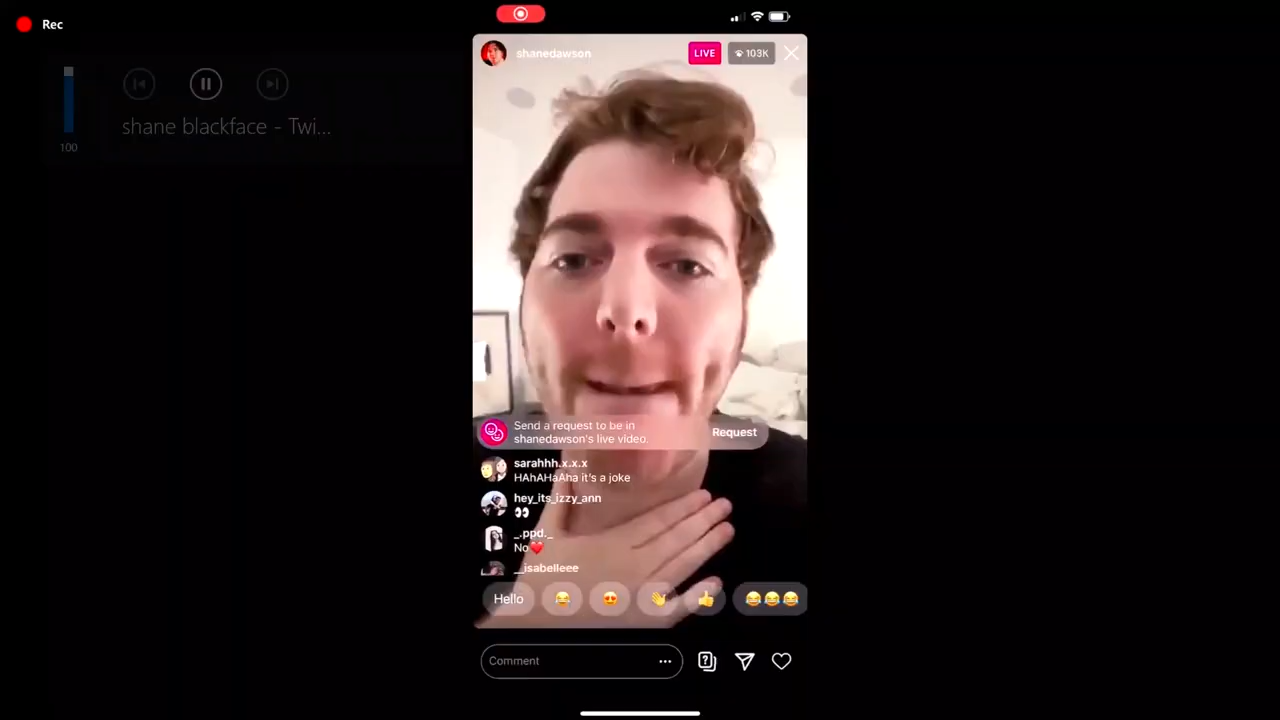 Rec
100
shane blackface - Twi...
shanedawson
LIVE
103K
Send a request to be in
shanedawson's live video.
Request
sarahhh.x.x.x
HAhAHaAha it's a joke
hey_its_izzy_ann
👀
_.ppd._
No❤️
__isabelleee
Hello 😂 😍 👋 👍 😂😂😂
Comment